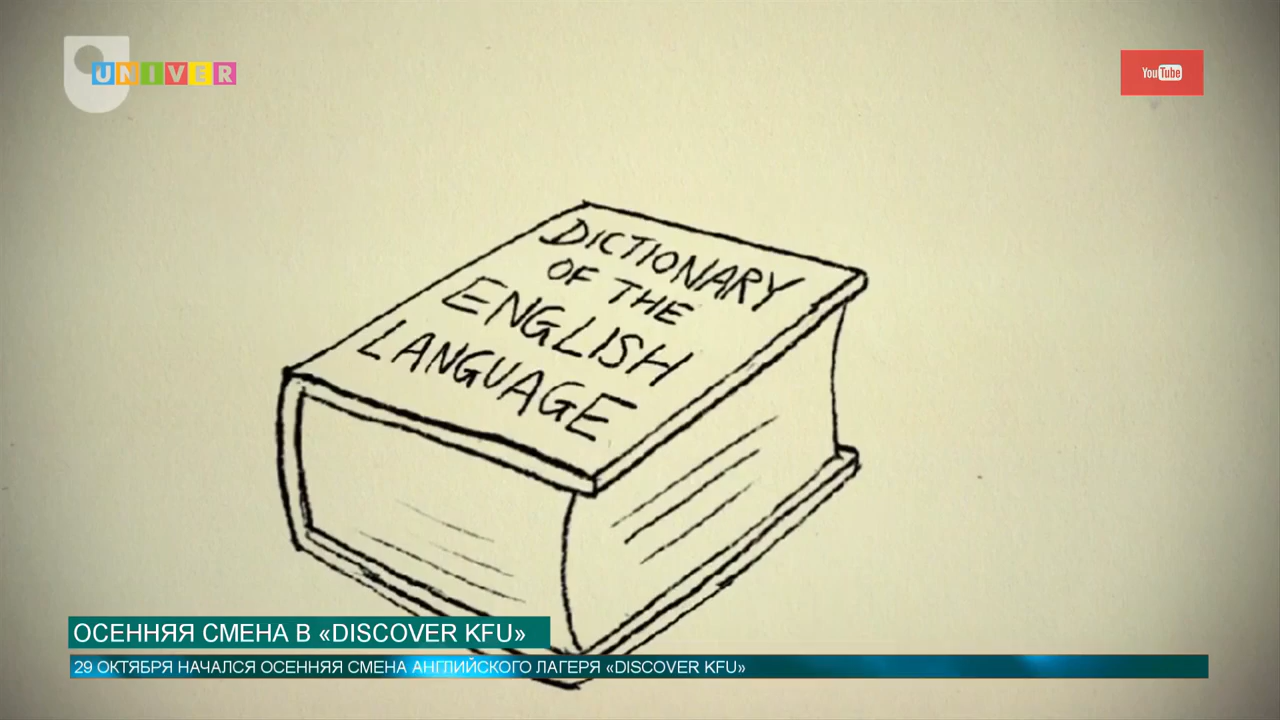 UNIVER
YouTube
DICTIONARY
OF THE
ENGLISH
LANGUAGE
ОСЕННЯЯ СМЕНА В «DISCOVER KFU»
29 ОКТЯБРЯ НАЧАЛСЯ ОСЕННЯЯ СМЕНА АНГЛИЙСКОГО ЛАГЕРЯ «DISCOVER KFU»